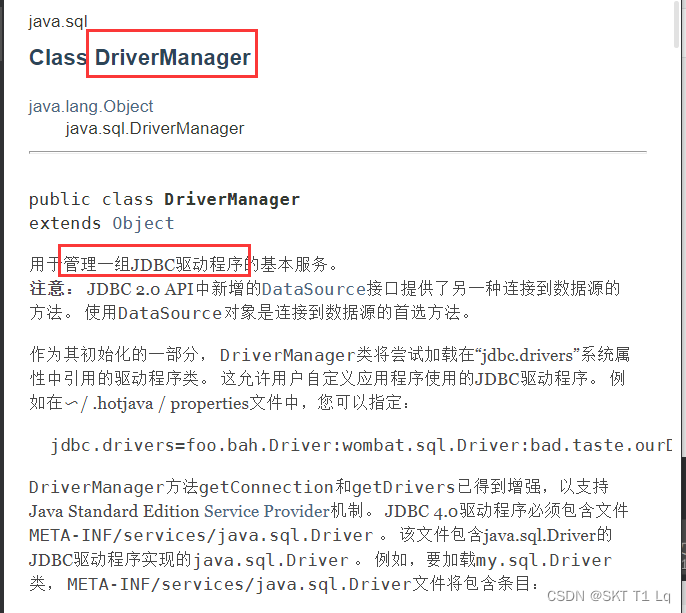 java.sql
Class DriverManager
java.lang.Object
java.sql.DriverManager
public class DriverManager
extends Object
用于管理一组JDBC驱动程序的基本服务。
注意： JDBC 2.0 API中新增的DataSource接口提供了另一种连接到数据源的
方法。 使用DataSource对象是连接到数据源的首选方法。
作为其初始化的一部分， DriverManager类将尝试加载在“jdbc.drivers”系统属
性中引用的驱动程序类。 这允许用户自定义应用程序使用的JDBC驱动程序。 例
如在~/ .hotjava / properties文件中，您可以指定：
jdbc.drivers=foo.bah.Driver:wombat.sql.Driver:bad.taste.ourD
DriverManager方法getConnection和getDrivers已得到增强，以支持
Java Standard Edition Service Provider机制。 JDBC 4.0驱动程序必须包含文件
META-INF/services/java.sql.Driver 。 该文件包含java.sql.Driver的
JDBC驱动程序实现的java.sql.Driver 。 例如，要加载my.sql.Driver
类， META-INF/services/java.sql.Driver文件将包含条目：
CSDN @SKT T1 Lq